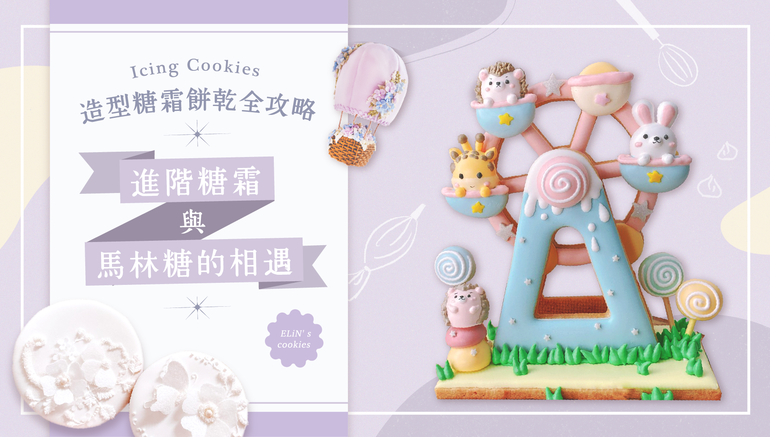 Icing Cookies
造型糖霜餅乾全攻略
進階糖霜
與
馬林糖的相遇
ELiN' s
cookies